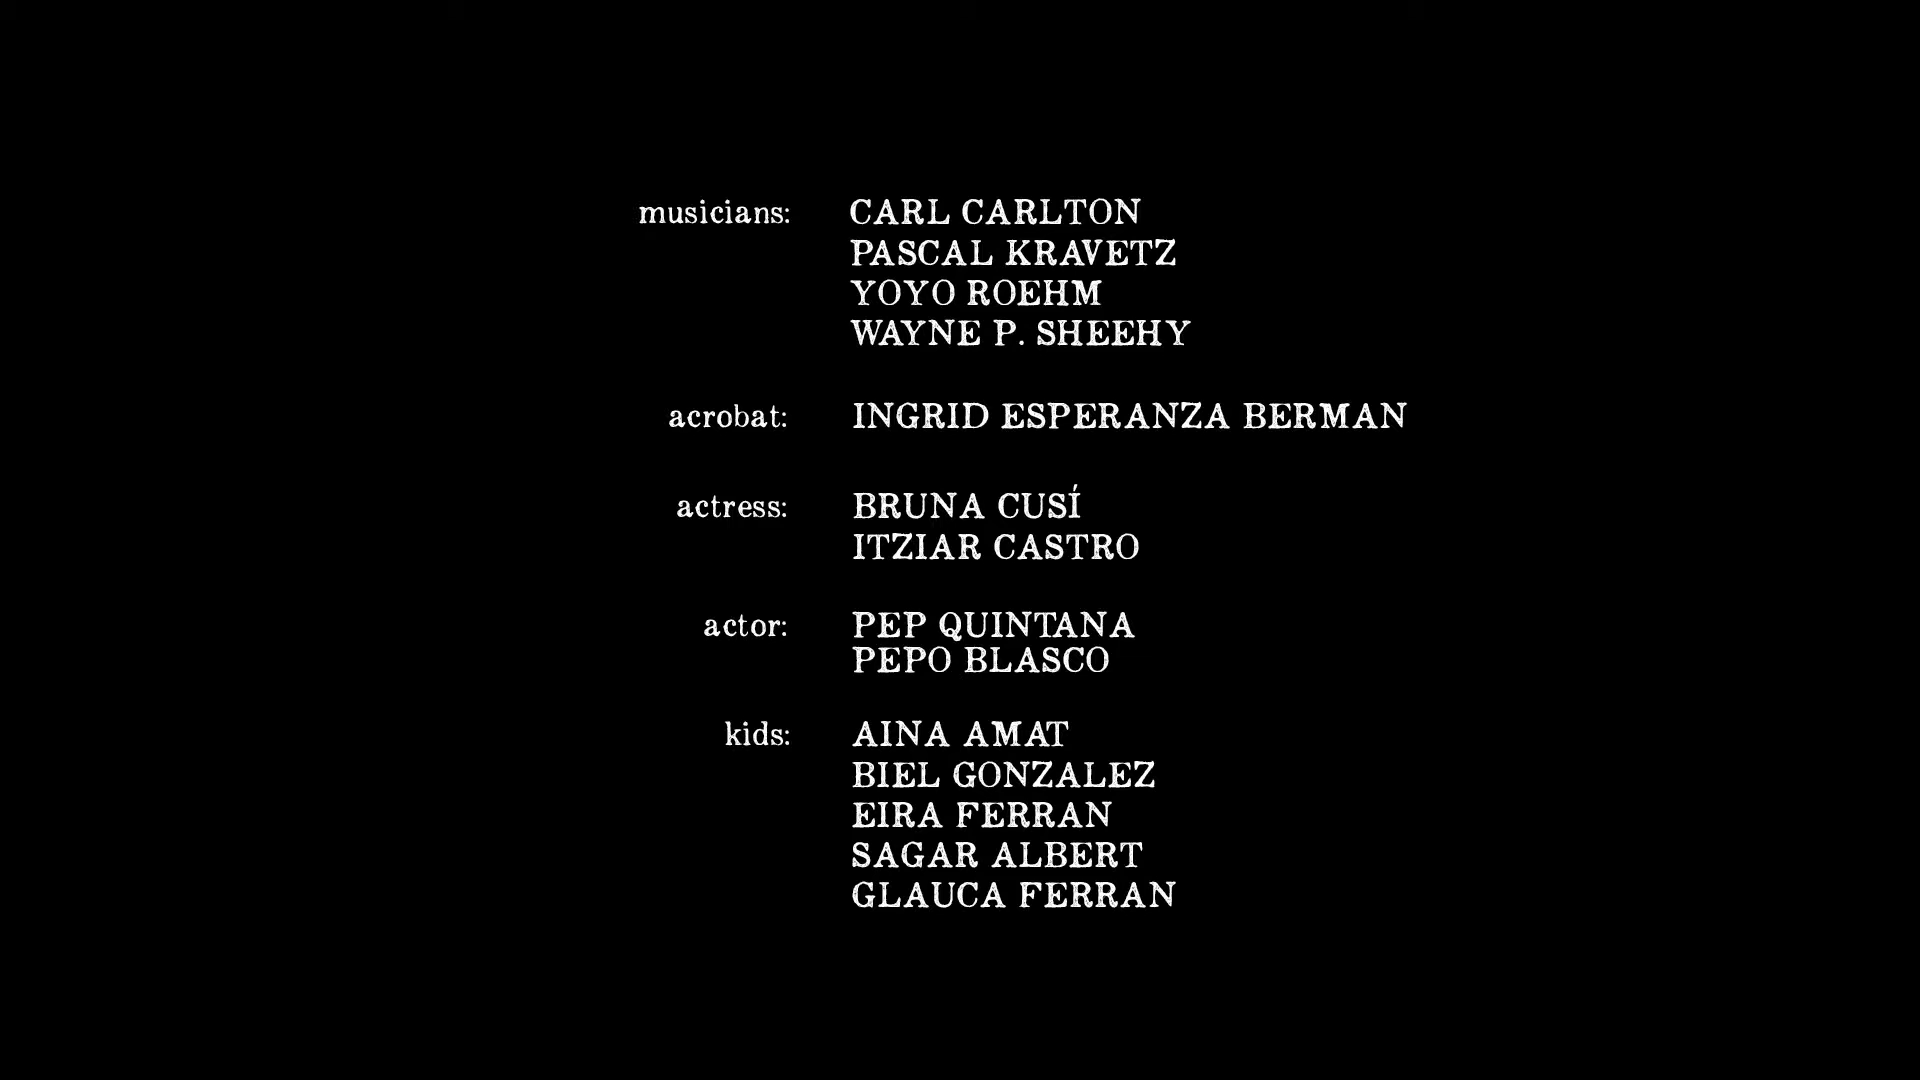 musicians: CARL CARLTON
PASCAL KRAVETZ
YOYO ROEHM
WAYNE P. SHEEHY
acrobat: INGRID ESPERANZA BERMAN
actress: BRUNA CUSÍ
ITZIAR CASTRO
actor: PEP QUINTANA
PEPO BLASCO
kids: AINA AMAT
BIEL GONZALEZ
EIRA FERRAN
SAGAR ALBERT
GLAUCA FERRAN